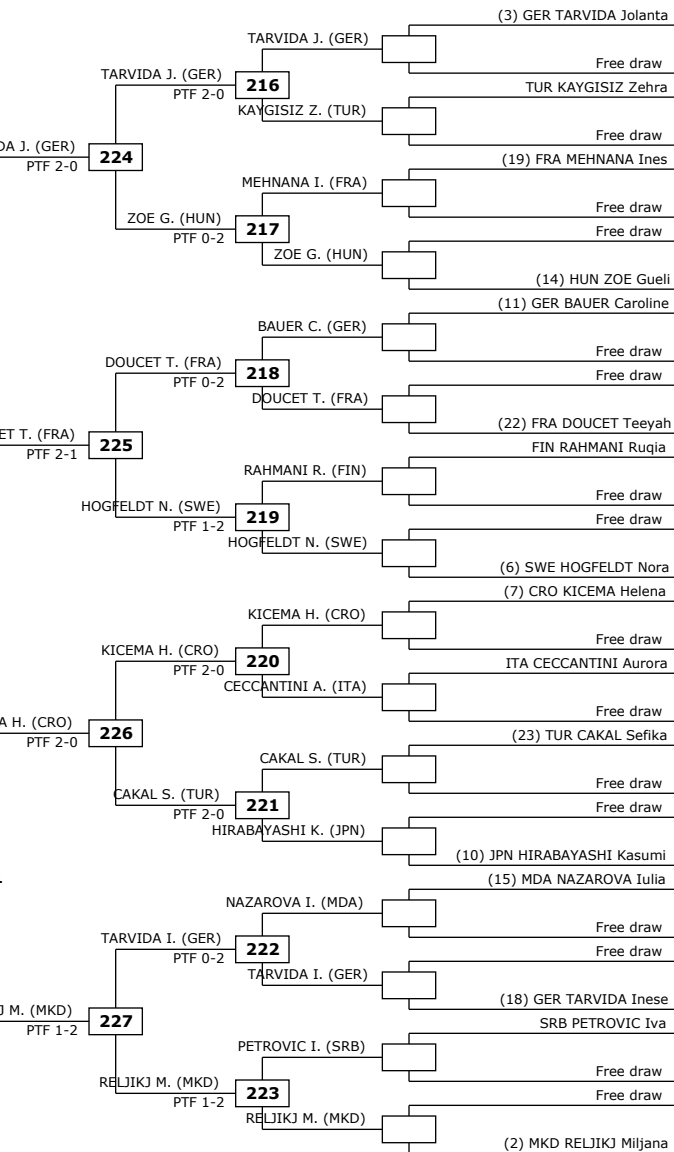 (3) GER TARVIDA Jolanta
TARVIDA J. (GER)
Free draw
TARVIDA J. (GER)
216
PTF 2-0
TUR KAYGISIZ Zehra
KAYGISIZ Z. (TUR)
Free draw
DA J. (GER)
224
PTF 2-0
(19) FRA MEHNANA Ines
MEHNANA I. (FRA)
Free draw
ZOE G. (HUN)
217
PTF 0-2
Free draw
ZOE G. (HUN)
(14) HUN ZOE Gueli
(11) GER BAUER Caroline
BAUER C. (GER)
Free draw
DOUCET T. (FRA)
218
PTF 0-2
Free draw
DOUCET T. (FRA)
(22) FRA DOUCET Teeyah
ET T. (FRA)
225
PTF 2-1
FIN RAHMANI Ruqia
RAHMANI R. (FIN)
Free draw
HOGFELDT N. (SWE)
219
PTF 1-2
Free draw
HOGFELDT N. (SWE)
(6) SWE HOGFELDT Nora
(7) CRO KICEMA Helena
KICEMA H. (CRO)
Free draw
KICEMA H. (CRO)
220
PTF 2-0
ITA CECCANTINI Aurora
CECCANTINI A. (ITA)
Free draw
A H. (CRO)
226
PTF 2-0
(23) TUR CAKAL Sefika
CAKAL S. (TUR)
Free draw
CAKAL S. (TUR)
221
PTF 2-0
Free draw
HIRABAYASHI K. (JPN)
(10) JPN HIRABAYASHI Kasumi
(15) MDA NAZAROVA Iulia
NAZAROVA I. (MDA)
Free draw
TARVIDA I. (GER)
222
PTF 0-2
Free draw
TARVIDA I. (GER)
(18) GER TARVIDA Inese
J M. (MKD)
227
PTF 1-2
SRB PETROVIC Iva
PETROVIC I. (SRB)
Free draw
RELJIKJ M. (MKD)
223
PTF 1-2
Free draw
RELJIKJ M. (MKD)
(2) MKD RELJIKJ Miljana